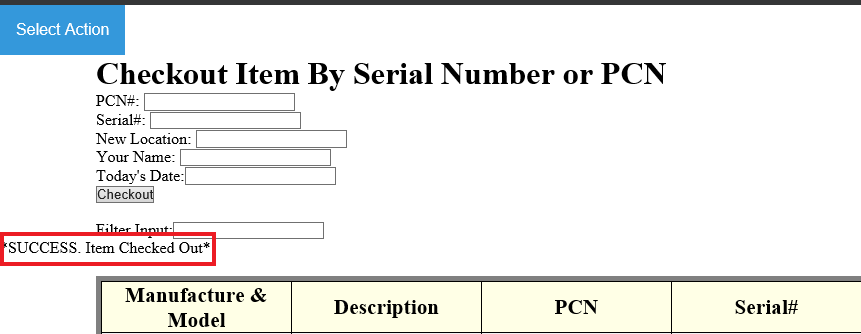 Select Action
Checkout Item By Serial Number or PCN
PCN#:
Serial#:
New Location:
Your Name:
Today's Date:
Checkout
Filter Input:
*SUCCESS. Item Checked Out*
Manufacture & Model
Description
PCN
Serial#